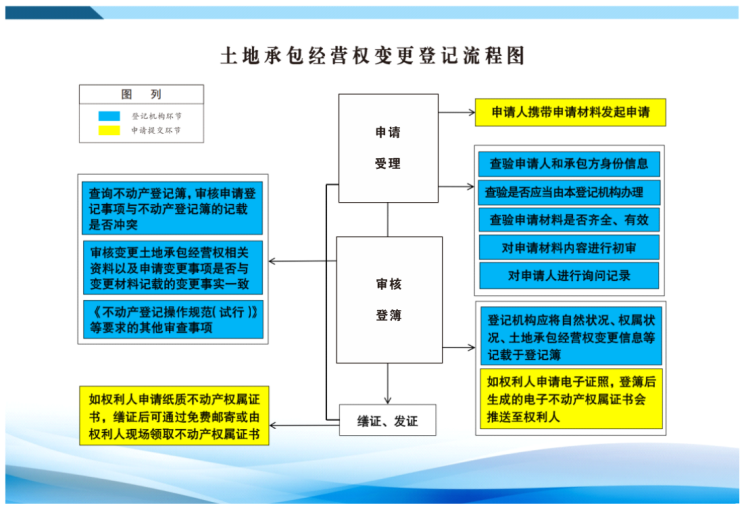 土地承包经营权变更登记流程图
图 列
登记机构环节
申请提交环节
申请
受理
申请人携带申请材料发起申请
查验申请人和承包方身份信息
查验是否应当由本登记机构办理
查验申请材料是否齐全、有效
对申请材料内容进行初审
对申请人进行询问记录
查询不动产登记簿，审核申请登
记事项与不动产登记簿的记载
是否冲突
审核变更土地承包经营权相关
资料以及申请变更事项是否与
变更材料记载的变更事实一致
《不动产登记操作规范（试行）》
等要求的其他审查事项
审核
登簿
登记机构应将自然状况、权属状
况、土地承包经营权变更信息等
记载于登记簿
如权利人申请电子证照，登簿后
生成的电子不动产权属证书会
推送至权利人
缮证、发证
如权利人申请纸质不动产权属证
书，缮证后可通过免费邮寄或由
权利人现场领取不动产权属证书